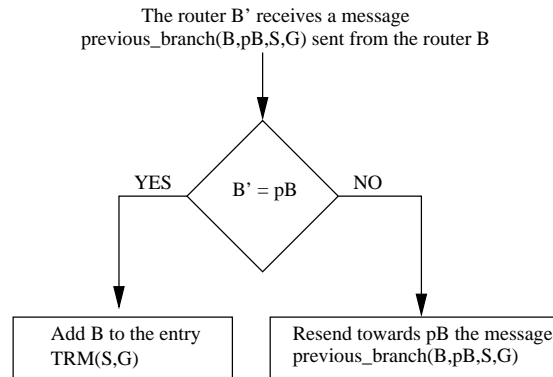 The router B' receives a message
previous_branch(B,pB,S,G) sent from the router B
YES
B' = pB
NO
Add B to the entry
TRM(S,G)
Resend towards pB the message
previous_branch(B,pB,S,G)